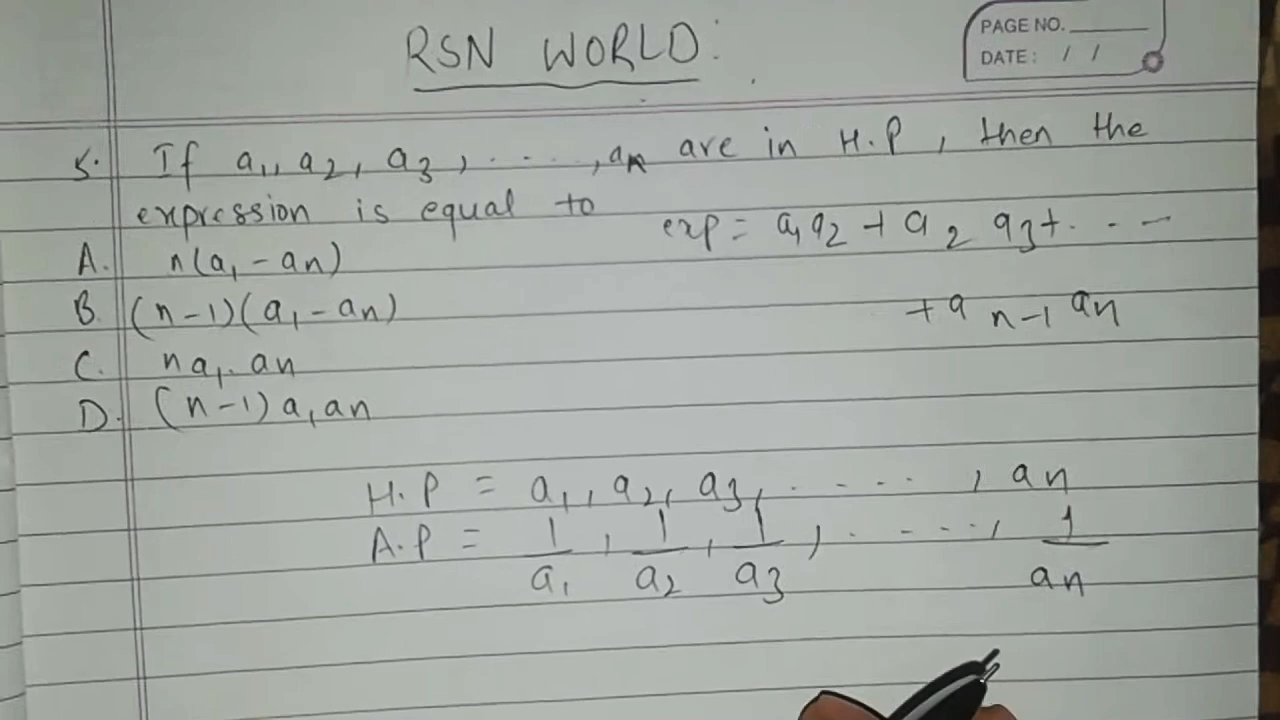 RSN WORLD:
PAGE NO.
DATE: / /
5. If a₁, a₂, a₃, ....., aₙ are in H.P, then the
expression is equal to
exp = a₁a₂ + a₂ a₃ + . . -
+ a n-1 an
A. n(a₁ - an)
B. (n-1)(a₁ - an)
C. n a₁. an
D. (n-1) a₁ an
H.P = a₁, a₂, a₃, . - - - , an
A.P = 1/a₁, 1/a₂, 1/a₃, . - - ., 1/an